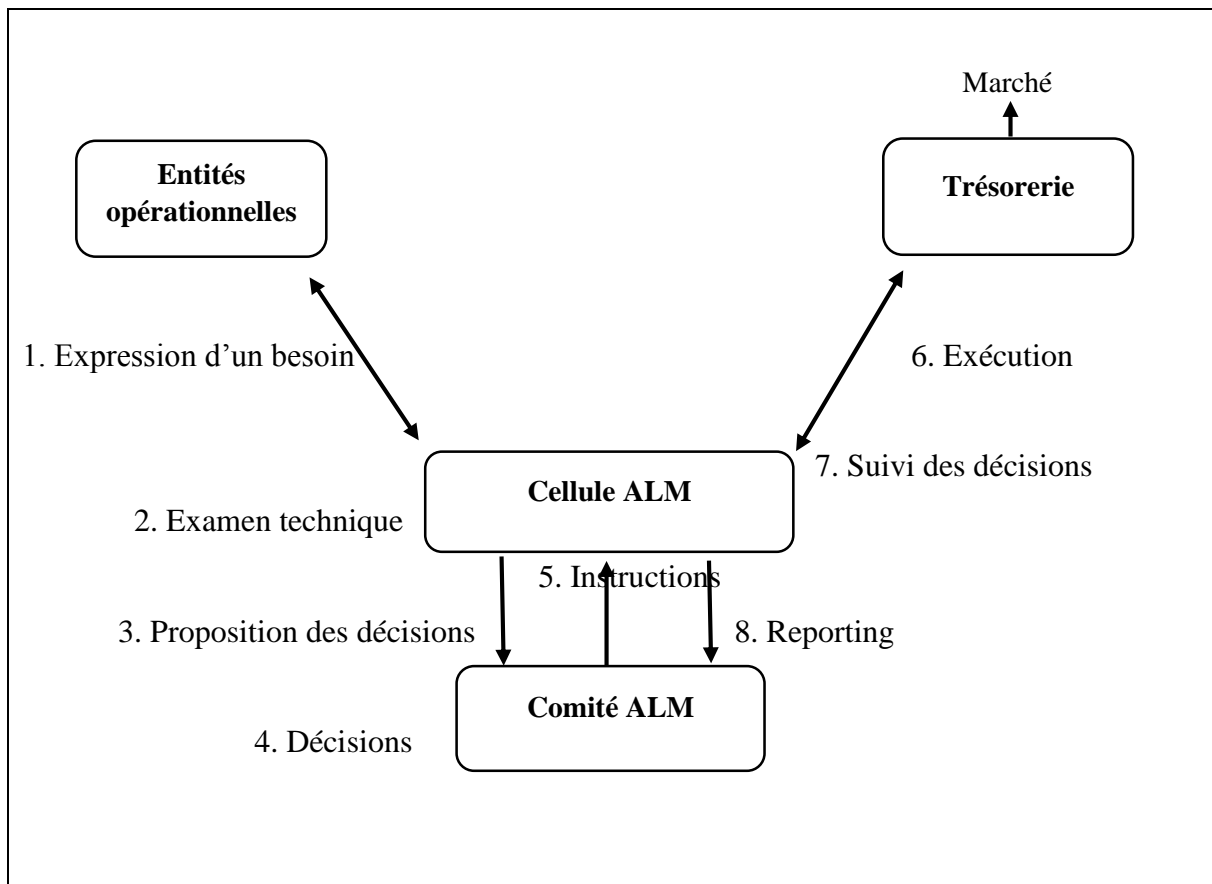 Marché
Entités
opérationnelles
Trésorerie
1. Expression d’un besoin
6. Exécution
7. Suivi des décisions
Cellule ALM
2. Examen technique
5. Instructions
3. Proposition des décisions
8. Reporting
Comité ALM
4. Décisions